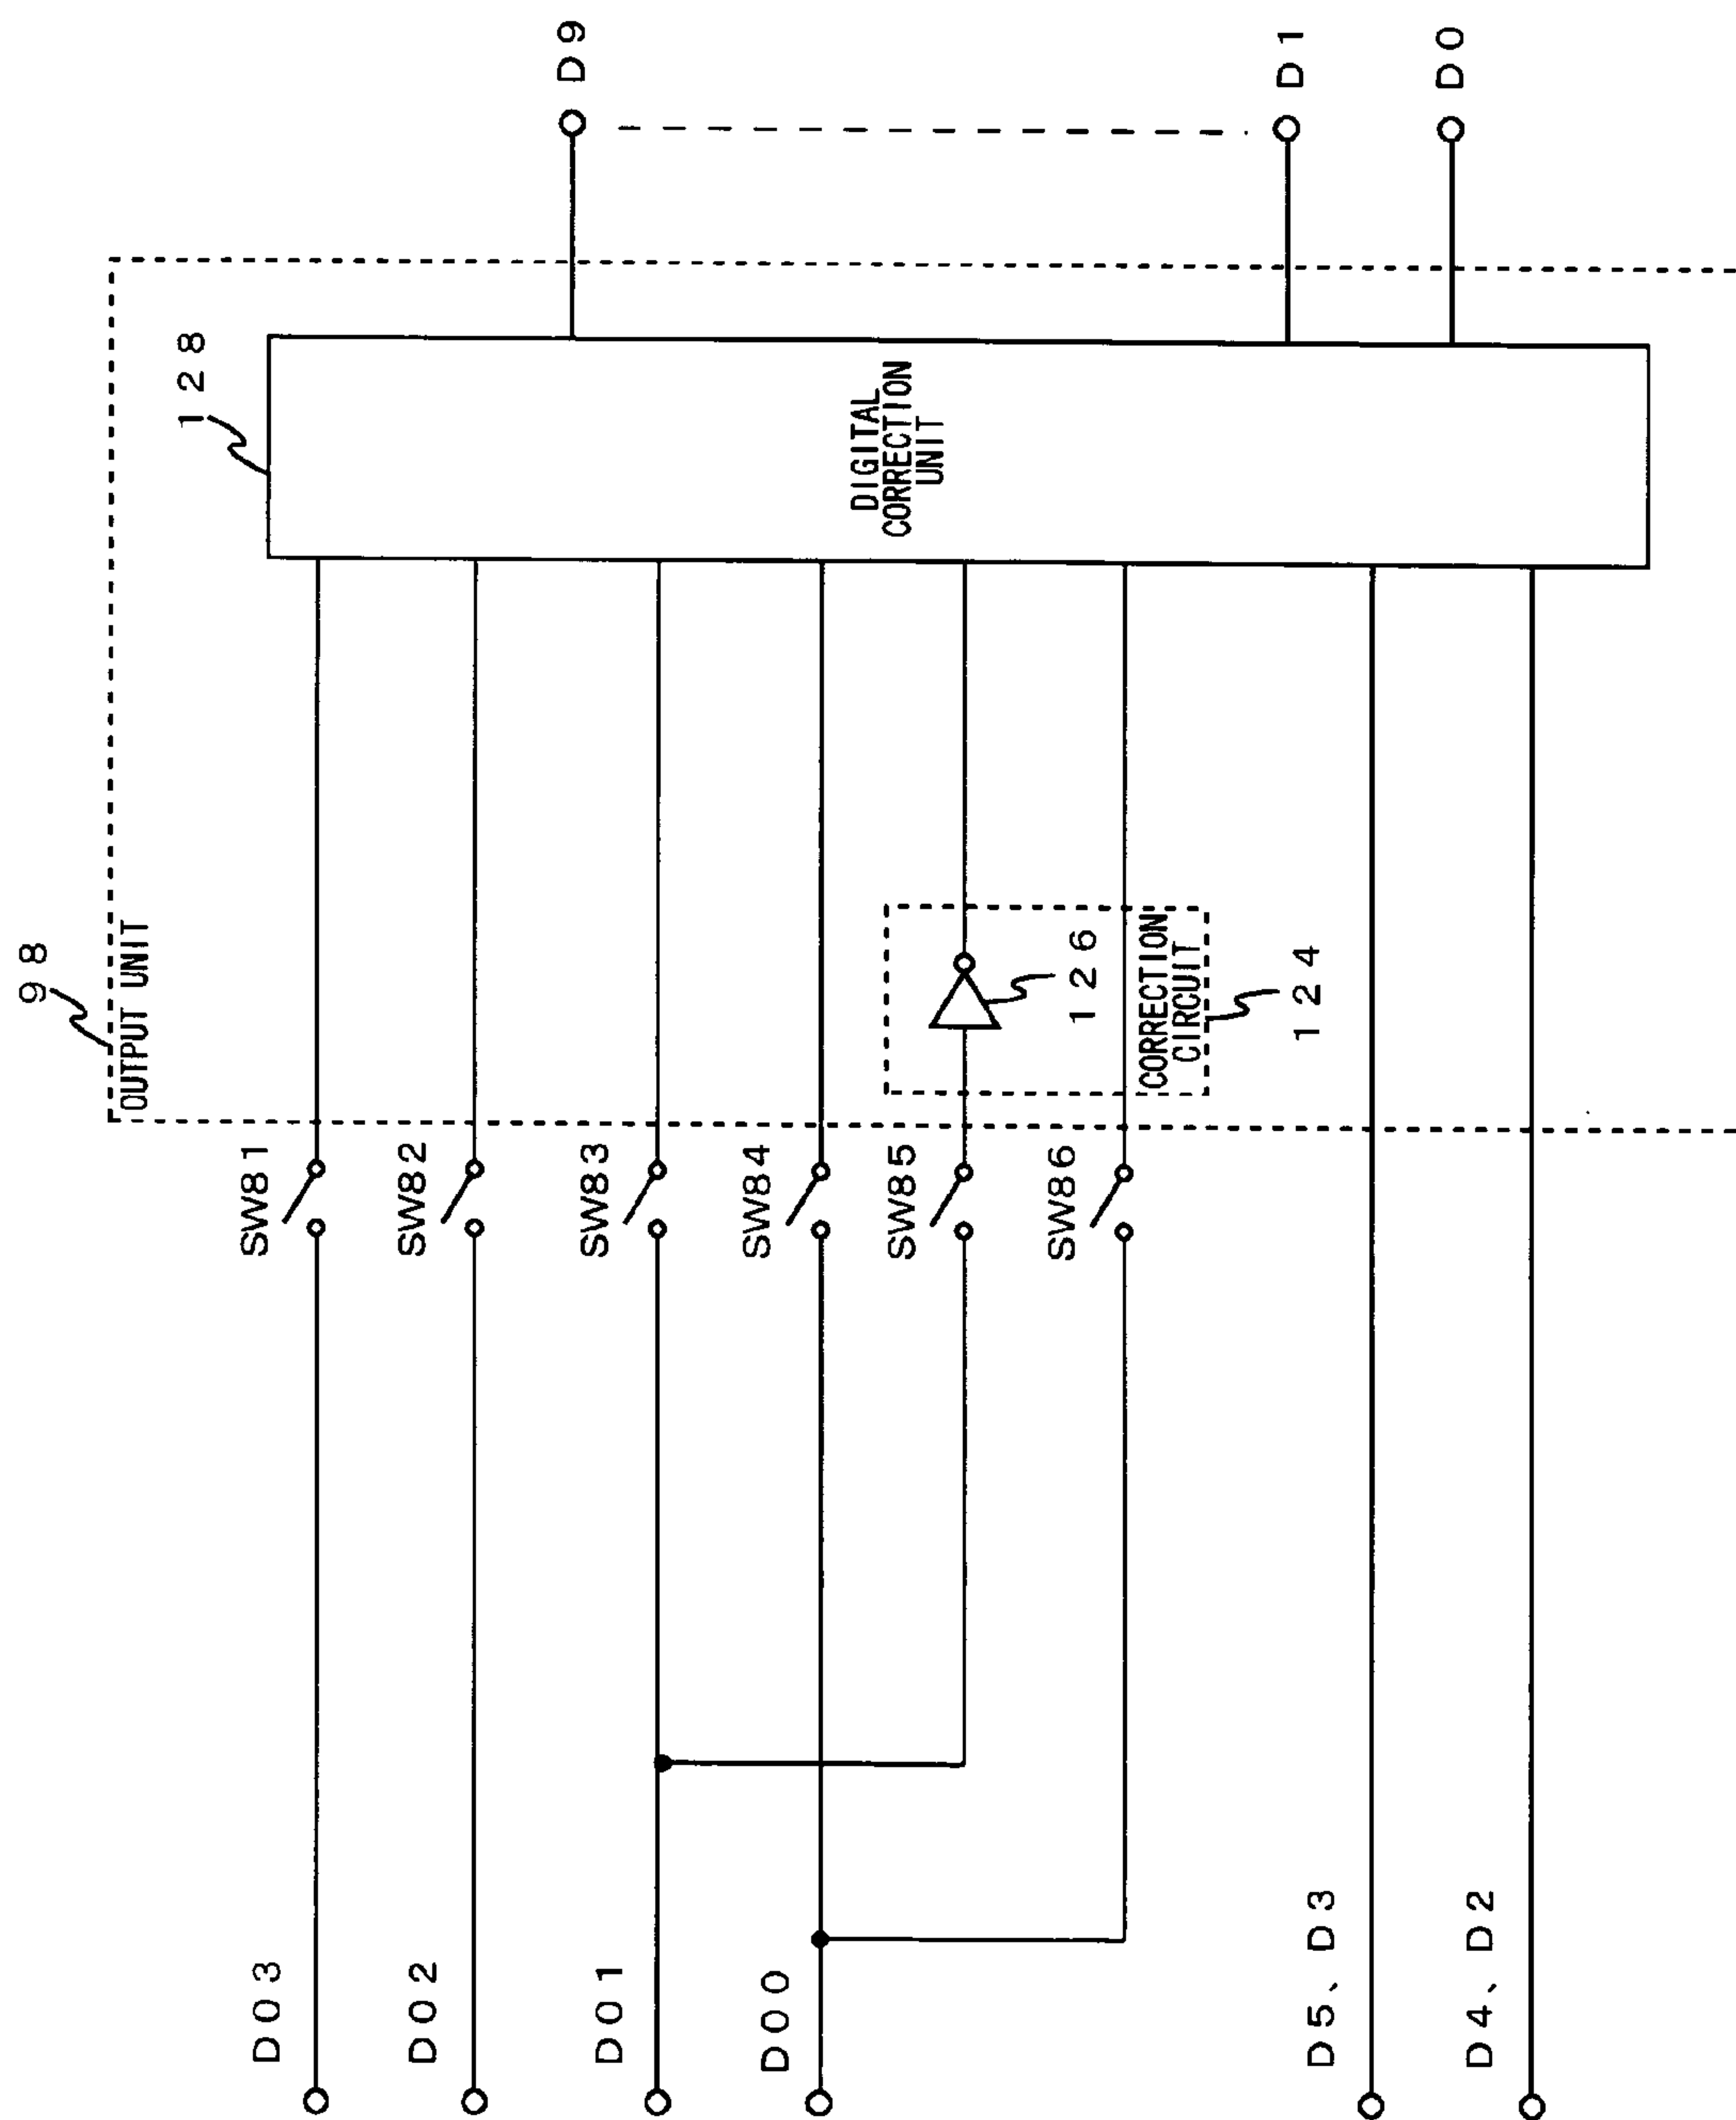 98
OUTPUT UNIT
128
D03
SW81
D02
SW82
D9
D01
SW83
D00
SW84
DIGITAL
CORRECTION
UNIT
SW85
126
SW86
CORRECTION
CIRCUIT
124
D1
D5、D3
D0
D4、D2